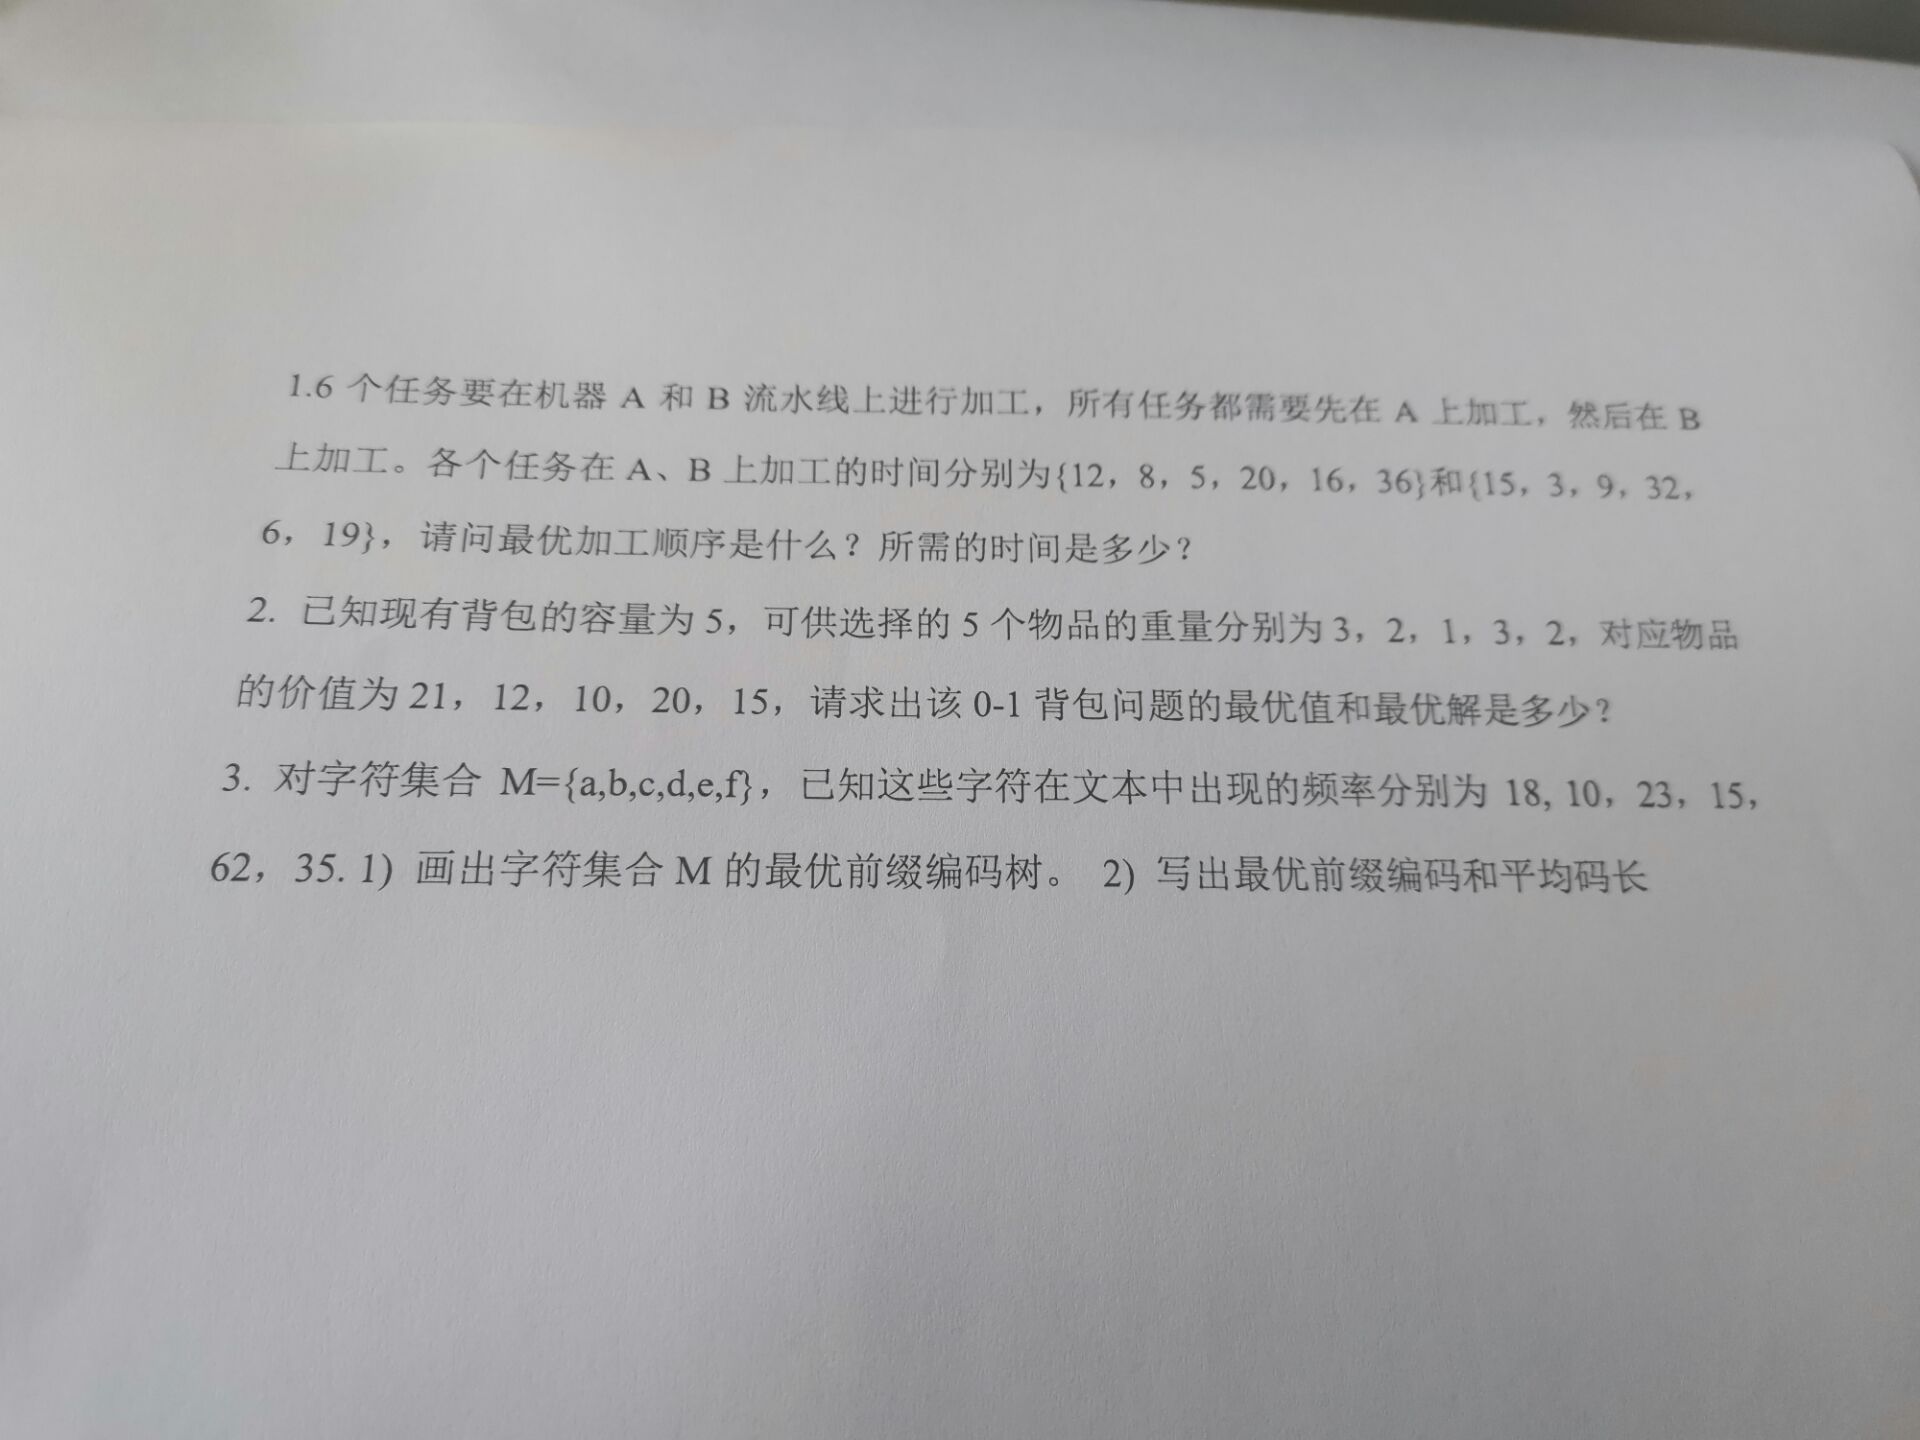 1.6 个任务要在机器 A 和 B 流水线上进行加工，所有任务都需要先在 A 上加工，然后在 B
上加工。各个任务在 A、B 上加工的时间分别为{12，8，5，20，16，36}和{15，3，9，32，
6，19}，请问最优加工顺序是什么？所需的时间是多少？
2. 已知现有背包的容量为 5，可供选择的 5 个物品的重量分别为 3，2，1，3，2，对应物品
的价值为 21，12，10，20，15，请求出该 0-1 背包问题的最优值和最优解是多少？
3. 对字符集合 M={a,b,c,d,e,f}，已知这些字符在文本中出现的频率分别为 18, 10，23，15，
62，35. 1) 画出字符集合 M 的最优前缀编码树。 2) 写出最优前缀编码和平均码长